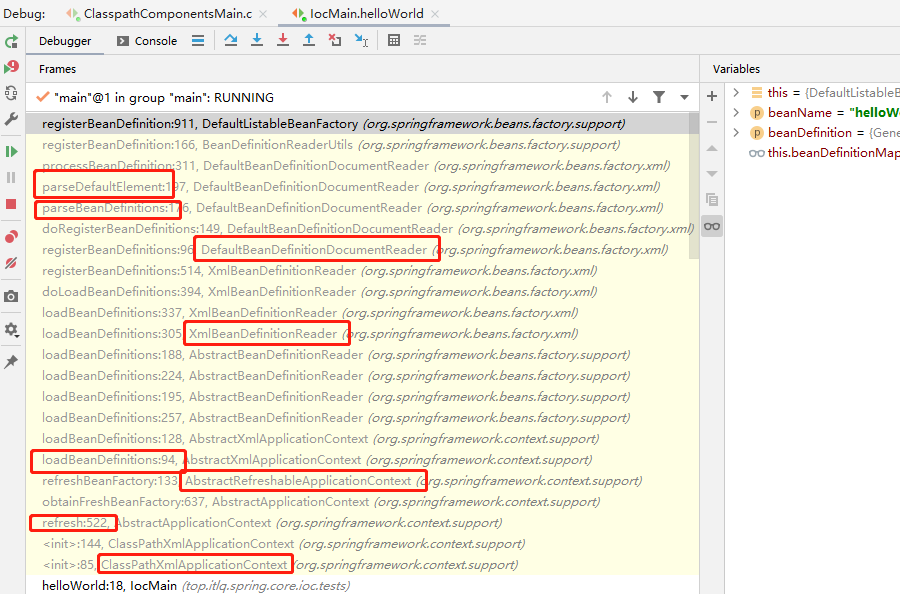 Debug: ClasspathComponentsMain.c IocMain.helloWorld
Debugger Console
Frames Variables
"main"@1 in group "main": RUNNING
registerBeanDefinition:911, DefaultListableBeanFactory (org.springframework.beans.factory.support)
registerBeanDefinition:166, BeanDefinitionReaderUtils (org.springframework.beans.factory.support)
processBeanDefinition:311, DefaultBeanDefinitionDocumentReader (org.springframework.beans.factory.xml)
parseDefaultElement:197, DefaultBeanDefinitionDocumentReader (org.springframework.beans.factory.xml)
parseBeanDefinitions:176, DefaultBeanDefinitionDocumentReader (org.springframework.beans.factory.xml)
doRegisterBeanDefinitions:149, DefaultBeanDefinitionDocumentReader (org.springframework.beans.factory.xml)
registerBeanDefinitions:96, DefaultBeanDefinitionDocumentReader (org.springframework.beans.factory.xml)
registerBeanDefinitions:514, XmlBeanDefinitionReader (org.springframework.beans.factory.xml)
doLoadBeanDefinitions:394, XmlBeanDefinitionReader (org.springframework.beans.factory.xml)
loadBeanDefinitions:337, XmlBeanDefinitionReader (org.springframework.beans.factory.xml)
loadBeanDefinitions:305, XmlBeanDefinitionReader (org.springframework.beans.factory.xml)
loadBeanDefinitions:188, AbstractBeanDefinitionReader (org.springframework.beans.factory.support)
loadBeanDefinitions:224, AbstractBeanDefinitionReader (org.springframework.beans.factory.support)
loadBeanDefinitions:195, AbstractBeanDefinitionReader (org.springframework.beans.factory.support)
loadBeanDefinitions:257, AbstractBeanDefinitionReader (org.springframework.beans.factory.support)
loadBeanDefinitions:128, AbstractXmlApplicationContext (org.springframework.context.support)
loadBeanDefinitions:94, AbstractXmlApplicationContext (org.springframework.context.support)
refreshBeanFactory:133, AbstractRefreshableApplicationContext (org.springframework.context.support)
obtainFreshBeanFactory:637, AbstractApplicationContext (org.springframework.context.support)
refresh:522, AbstractApplicationContext (org.springframework.context.support)
<init>:144, ClassPathXmlApplicationContext (org.springframework.context.support)
<init>:85, ClassPathXmlApplicationContext (org.springframework.context.support)
helloWorld:18, IocMain (top.itlq.spring.core.ioc.tests)
this = {DefaultListableB
beanName = "helloWo
beanDefinition = {Gene
this.beanDefinitionMap